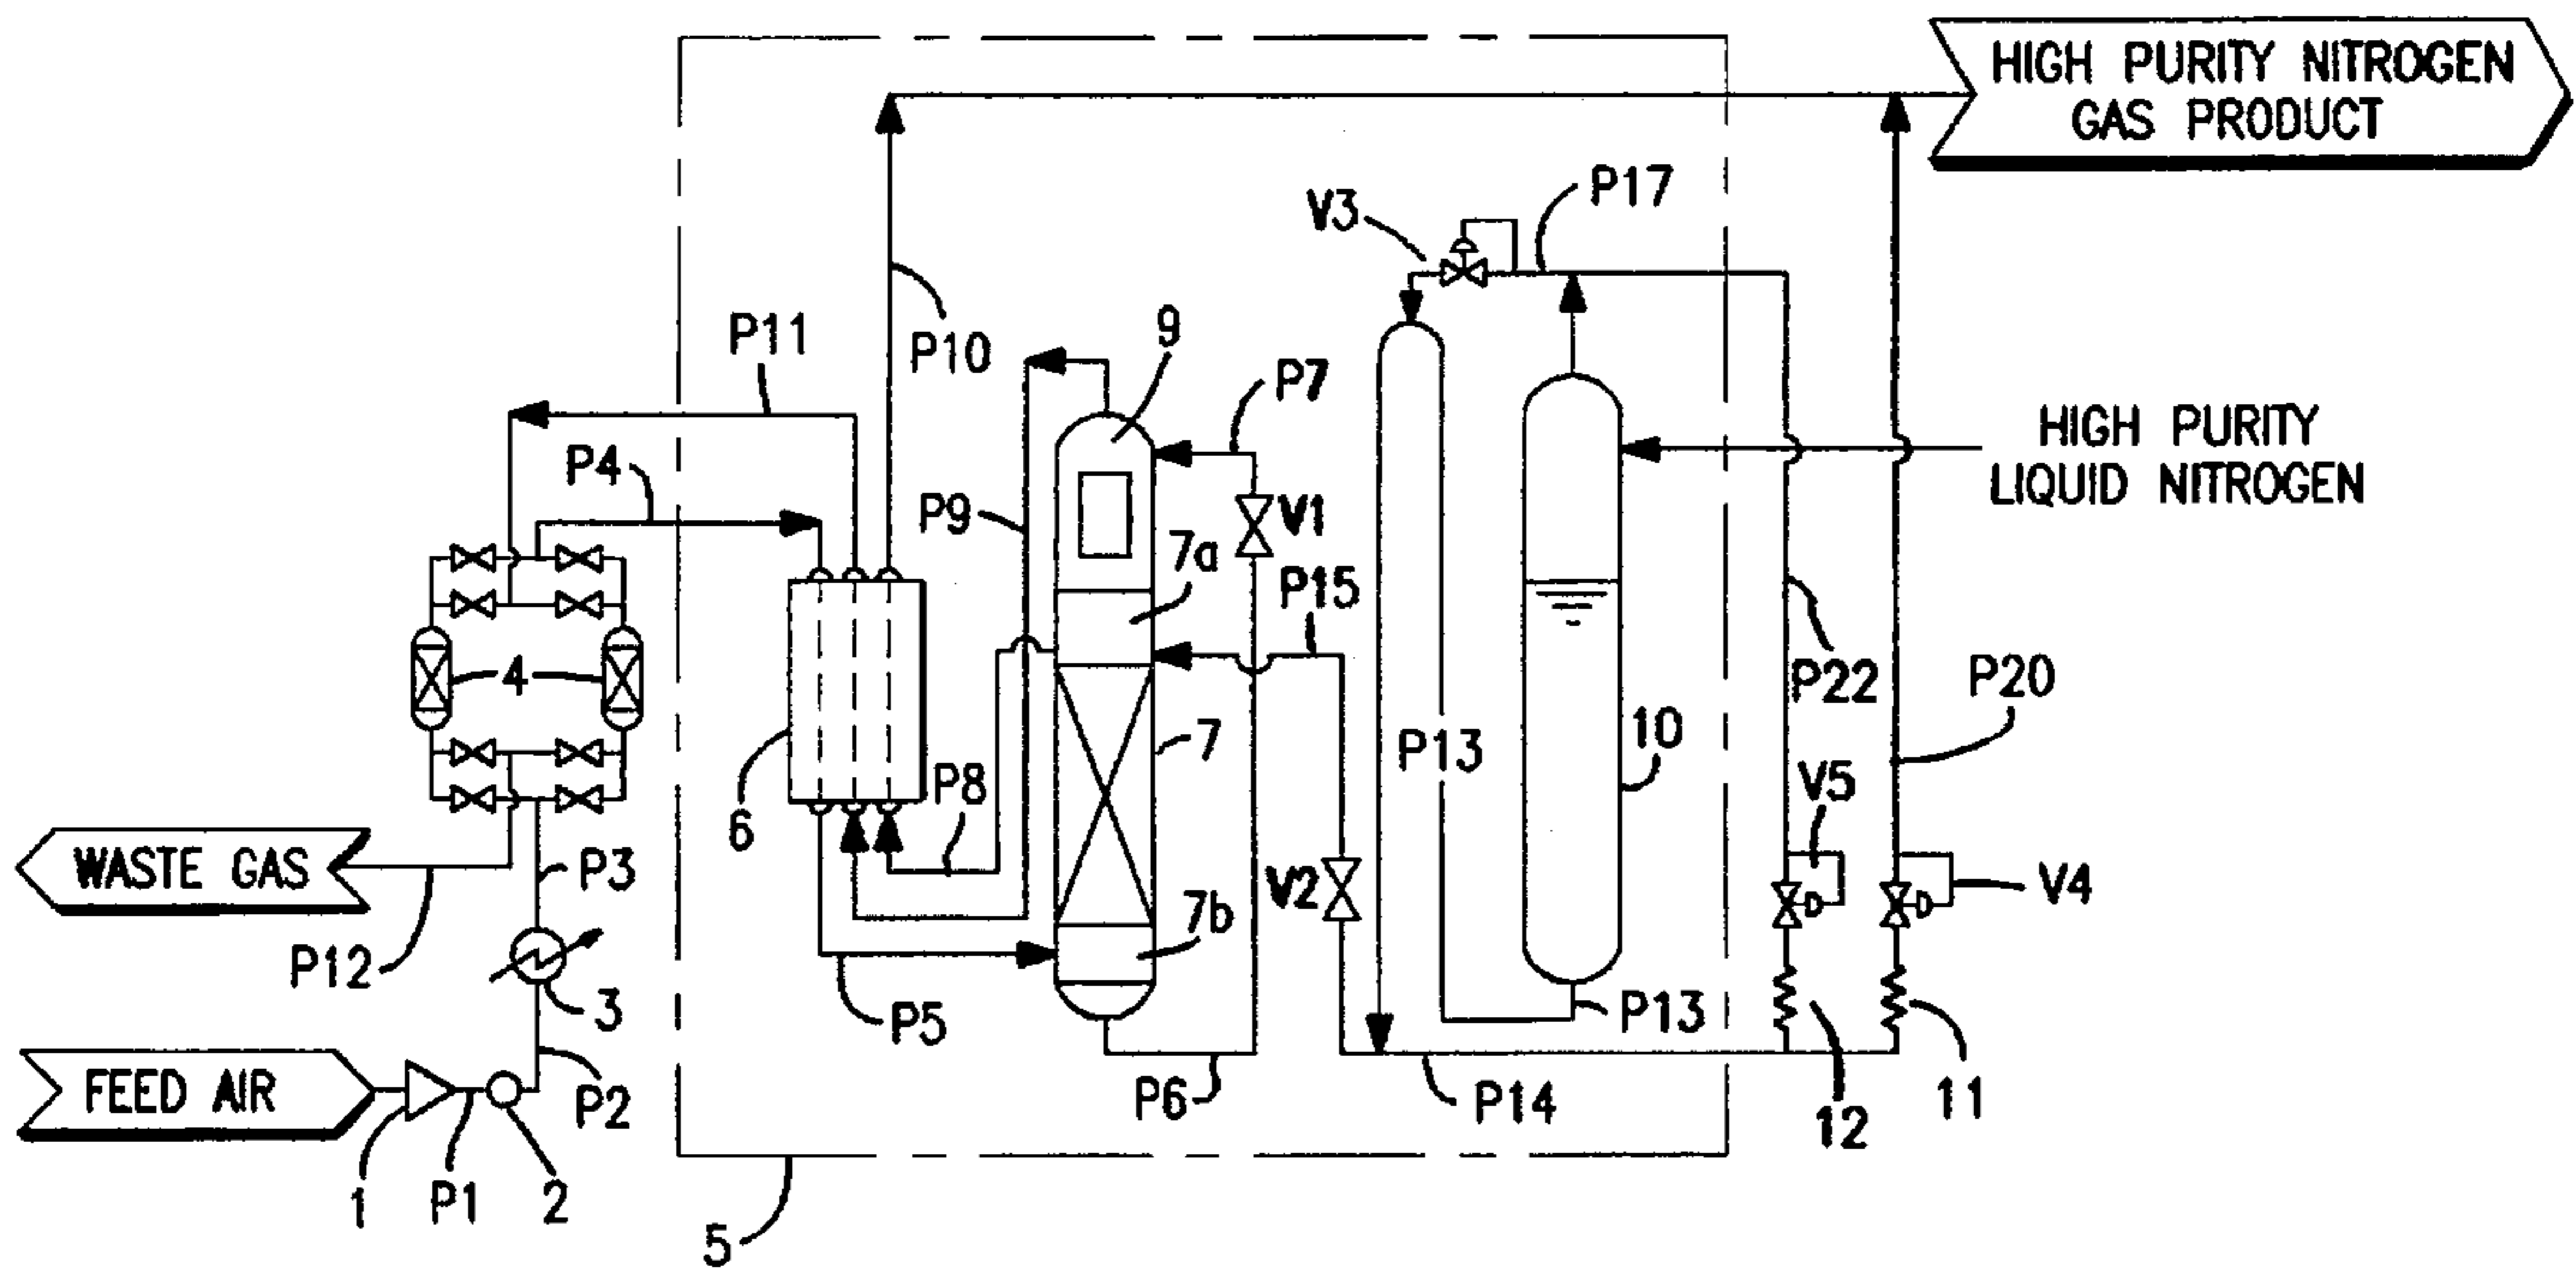 HIGH PURITY NITROGEN
GAS PRODUCT
P17
V3
P11
P10
9
P7
HIGH PURITY
LIQUID NITROGEN
P4
P9
V1
7a
P15
4
P22
P20
P13
7
10
6
P8
V5
WASTE GAS
P3
V2
V4
7b
P12
3
P5
P13
FEED AIR
P2
P6
P14
12
11
1
P1
2
5